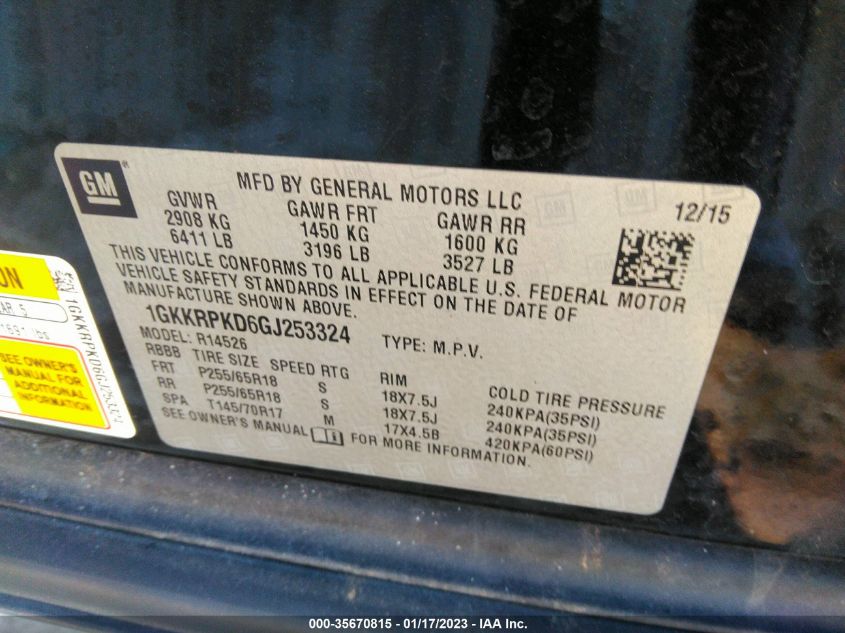 GM
MFD BY GENERAL MOTORS LLC
12/15
GVWR GAWR FRT GAWR RR
2908 KG 1450 KG 1600 KG
6411 LB 3196 LB 3527 LB
THIS VEHICLE CONFORMS TO ALL APPLICABLE U.S. FEDERAL MOTOR
VEHICLE SAFETY STANDARDS IN EFFECT ON THE DATE OF
MANUFACTURE SHOWN ABOVE.
1GKKRPKD6GJ253324 TYPE: M.P.V.
MODEL: R14526
RBBB TIRE SIZE SPEED RTG RIM COLD TIRE PRESSURE
FRT P255/65R18 S 18X7.5J 240KPA(35PSI)
RR P255/65R18 S 18X7.5J 240KPA(35PSI)
SPA T145/70R17 M 17X4.5B 420KPA(60PSI)
SEE OWNER'S MANUAL FOR MORE INFORMATION.
ON
5
lbs
SEE OWNER'S
MANUAL FOR
ADDITIONAL
INFORMATION
1GKKRPKD6GJ253324
000-35670815 / 01/17/2023 - IAA Inc.